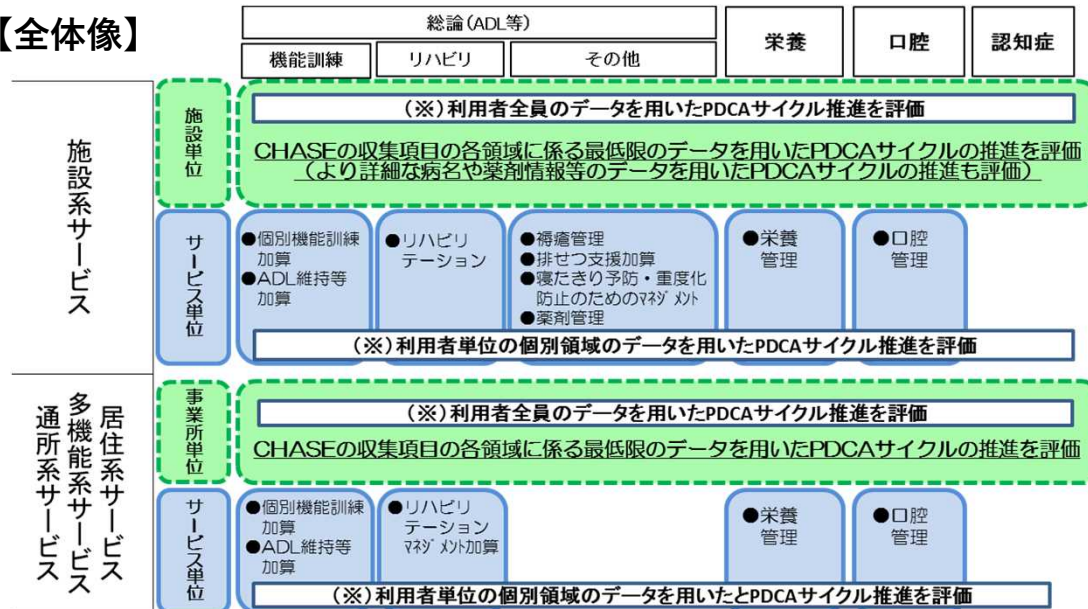 【全体像】
総論(ADL等)
機能訓練
リハビリ
その他
栄養
口腔
認知症
施設系サービス
施設単位
(※)利用者全員のデータを用いたPDCAサイクル推進を評価
CHASEの収集項目の各領域に係る最低限のデータを用いたPDCAサイクルの推進を評価
(より詳細な病名や薬剤情報等のデータを用いたPDCAサイクルの推進も評価)
サービス単位
●個別機能訓練
加算
●ADL維持等
加算
●リハビリ
テーション
●褥瘡管理
●排せつ支援加算
●寝たきり予防・重度化
防止のためのマネジメント
●薬剤管理
●栄養
管理
●口腔
管理
(※)利用者単位の個別領域のデータを用いたPDCAサイクル推進を評価
居住系サービス
多機能系サービス
通所系サービス
事業所単位
(※)利用者全員のデータを用いたPDCAサイクル推進を評価
CHASEの収集項目の各領域に係る最低限のデータを用いたPDCAサイクルの推進を評価
サービス単位
●個別機能訓練
加算
●ADL維持等
加算
●リハビリ
テーション
マネジメント加算
●栄養
管理
●口腔
管理
(※)利用者単位の個別領域のデータを用いたとPDCAサイクル推進を評価